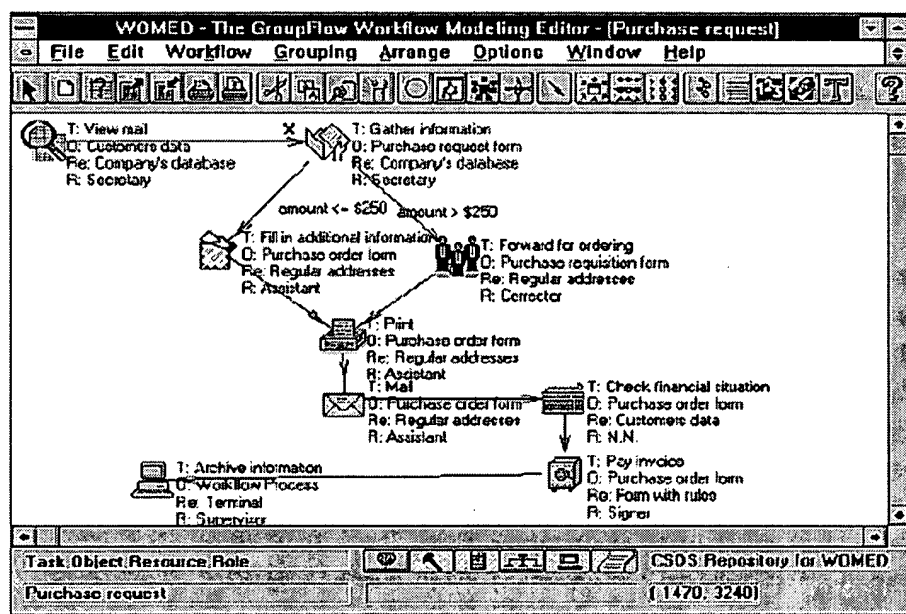 WOMED - The GroupFlow Workflow Modeling Editor - [Purchase request]
File Edit Workflow Grouping Arrange Options Window Help
T: View mail
O: Customers data
Re: Company's database
R: Secretary
X
T: Gather information
O: Purchase request form
Re: Company's database
R: Secretary
amount <= $250
amount > $250
T: Fill in additional information
O: Purchase order form
Re: Regular addresses
R: Assistant
T: Forward for ordering
O: Purchase requisition form
Re: Regular addresses
R: Corrector
T: Print
O: Purchase order form
Re: Regular addresses
R: Assistant
T: Mail
O: Purchase order form
Re: Regular addresses
R: Assistant
T: Check financial situation
O: Purchase order form
Re: Customers data
R: N.N.
T: Archive information
O: Workflow Process
Re: Terminal
R: Supervisor
T: Pay invoice
O: Purchase order form
Re: Form with rules
R: Signer
Task;Object;Resource;Role
CSDS Repository for WOMED
Purchase request
( 1470, 3240)